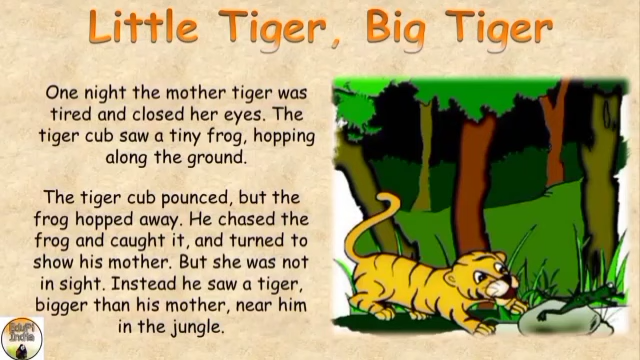 Little Tiger, Big Tiger
One night the mother tiger was
tired and closed her eyes. The
tiger cub saw a tiny frog, hopping
along the ground.
The tiger cub pounced, but the
frog hopped away. He chased the
frog and caught it, and turned to
show his mother. But she was not
in sight. Instead he saw a tiger,
bigger than his mother, near him
in the jungle.
EduFi
India